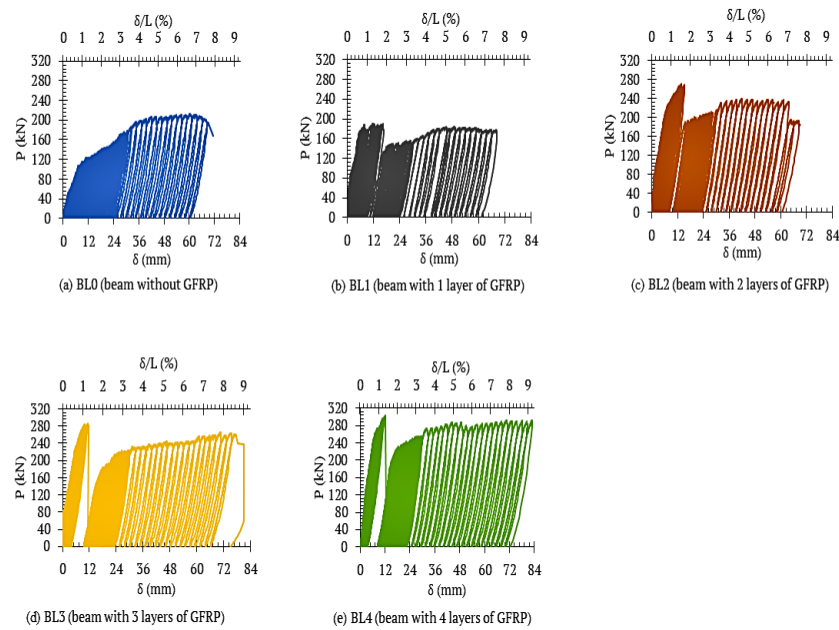 δ/L (%)
0 1 2 3 4 5 6 7 8 9
320
280
240
200
160
120
80
40
0
P (kN)
0 12 24 36 48 60 72 84
δ (mm)
(a) BL0 (beam without GFRP)
δ/L (%)
0 1 2 3 4 5 6 7 8 9
320
280
240
200
160
120
80
40
0
P (kN)
0 12 24 36 48 60 72 84
δ (mm)
(b) BL1 (beam with 1 layer of GFRP)
δ/L (%)
0 1 2 3 4 5 6 7 8 9
320
280
240
200
160
120
80
40
0
P (kN)
0 12 24 36 48 60 72 84
δ (mm)
(c) BL2 (beam with 2 layers of GFRP)
δ/L (%)
0 1 2 3 4 5 6 7 8 9
320
280
240
200
160
120
80
40
0
P (kN)
0 12 24 36 48 60 72 84
δ (mm)
(d) BL3 (beam with 3 layers of GFRP)
δ/L (%)
0 1 2 3 4 5 6 7 8 9
320
280
240
200
160
120
80
40
0
P (kN)
0 12 24 36 48 60 72 84
δ (mm)
(e) BL4 (beam with 4 layers of GFRP)